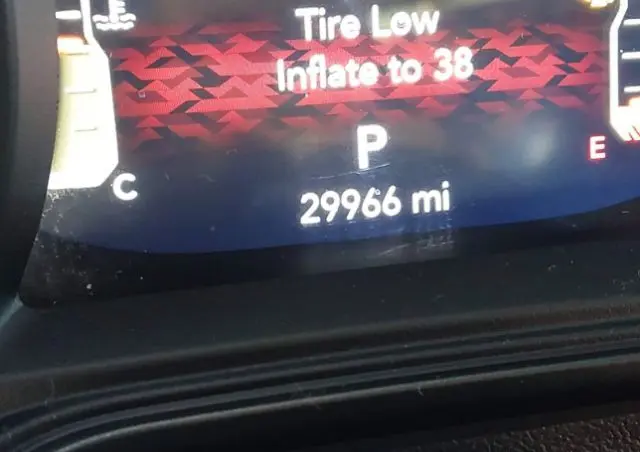 Tire Low
Inflate to 38
P
E
C
29966 mi